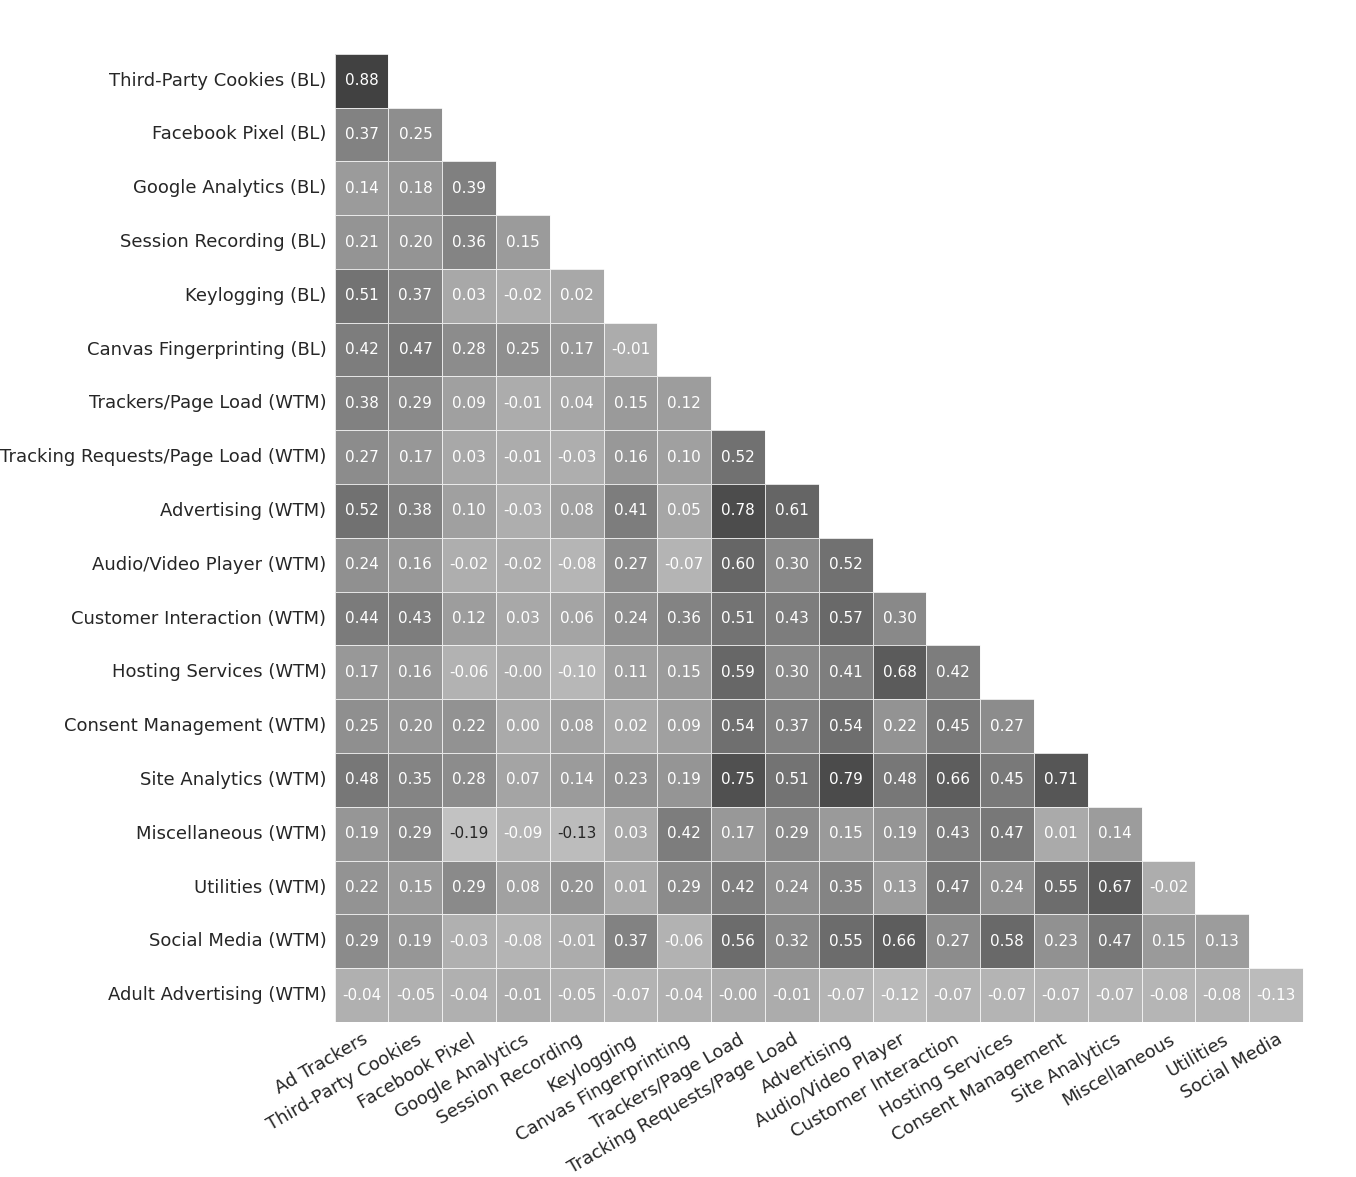 Third-Party Cookies (BL) 0.88
Facebook Pixel (BL) 0.37 0.25
Google Analytics (BL) 0.14 0.18 0.39
Session Recording (BL) 0.21 0.20 0.36 0.15
Keylogging (BL) 0.51 0.37 0.03 -0.02 0.02
Canvas Fingerprinting (BL) 0.42 0.47 0.28 0.25 0.17 -0.01
Trackers/Page Load (WTM) 0.38 0.29 0.09 -0.01 0.04 0.15 0.12
Tracking Requests/Page Load (WTM) 0.27 0.17 0.03 -0.01 -0.03 0.16 0.10 0.52
Advertising (WTM) 0.52 0.38 0.10 -0.03 0.08 0.41 0.05 0.78 0.61
Audio/Video Player (WTM) 0.24 0.16 -0.02 -0.02 -0.08 0.27 -0.07 0.60 0.30 0.52
Customer Interaction (WTM) 0.44 0.43 0.12 0.03 0.06 0.24 0.36 0.51 0.43 0.57 0.30
Hosting Services (WTM) 0.17 0.16 -0.06 -0.00 -0.10 0.11 0.15 0.59 0.30 0.41 0.68 0.42
Consent Management (WTM) 0.25 0.20 0.22 0.00 0.08 0.02 0.09 0.54 0.37 0.54 0.22 0.45 0.27
Site Analytics (WTM) 0.48 0.35 0.28 0.07 0.14 0.23 0.19 0.75 0.51 0.79 0.48 0.66 0.45 0.71
Miscellaneous (WTM) 0.19 0.29 -0.19 -0.09 -0.13 0.03 0.42 0.17 0.29 0.15 0.19 0.43 0.47 0.01 0.14
Utilities (WTM) 0.22 0.15 0.29 0.08 0.20 0.01 0.29 0.42 0.24 0.35 0.13 0.47 0.24 0.55 0.67 -0.02
Social Media (WTM) 0.29 0.19 -0.03 -0.08 -0.01 0.37 -0.06 0.56 0.32 0.55 0.66 0.27 0.58 0.23 0.47 0.15 0.13
Adult Advertising (WTM) -0.04 -0.05 -0.04 -0.01 -0.05 -0.07 -0.04 -0.00 -0.01 -0.07 -0.12 -0.07 -0.07 -0.07 -0.07 -0.08 -0.08 -0.13
Ad Trackers
Third-Party Cookies
Facebook Pixel
Google Analytics
Session Recording
Keylogging
Canvas Fingerprinting
Trackers/Page Load
Tracking Requests/Page Load
Advertising
Audio/Video Player
Customer Interaction
Hosting Services
Consent Management
Site Analytics
Miscellaneous
Utilities
Social Media